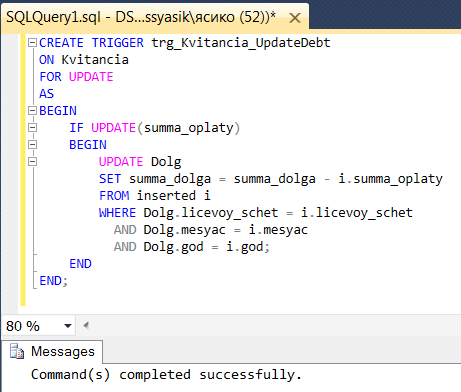 SQLQuery1.sql - DS...ssyasik\ясико (52))*
CREATE TRIGGER trg_Kvitancia_UpdateDebt
ON Kvitancia
FOR UPDATE
AS
BEGIN
    IF UPDATE(summa_oplaty)
    BEGIN
        UPDATE Dolg
        SET summa_dolga = summa_dolga - i.summa_oplaty
        FROM inserted i
        WHERE Dolg.licevoy_schet = i.licevoy_schet
          AND Dolg.mesyac = i.mesyac
          AND Dolg.god = i.god;
    END
END;
80 %
Messages
Command(s) completed successfully.